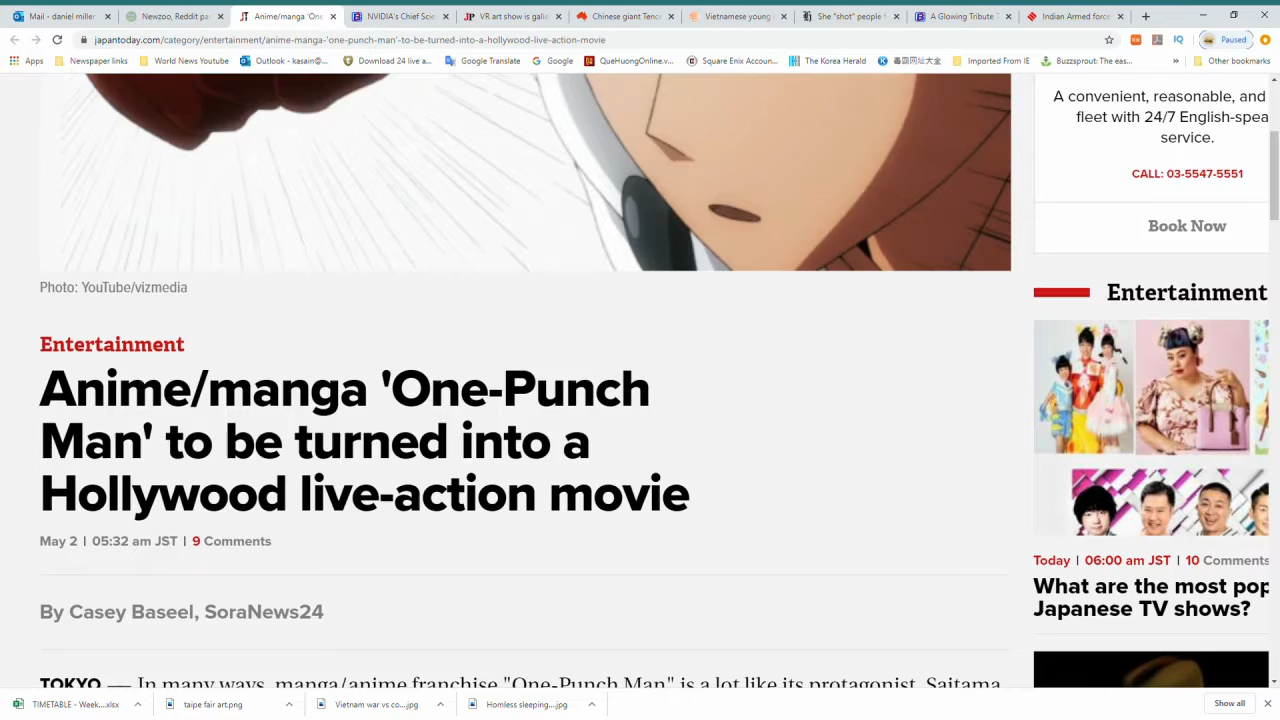 Mail - daniel miller
Newzoo, Reddit pa
Anime/manga 'One
NVIDIA's Chief Scie
VR art show is galle
Chinese giant Tence
Vietnamese young
She "shot" people f
A Glowing Tribute T
Indian Armed force
japantoday.com/category/entertainment/anime-manga-'one-punch-man'-to-be-turned-into-a-hollywood-live-action-movie
Paused
Apps
Newspaper links
World News Youtube
Outlook - kasain@...
Download 24 live a...
Google Translate
Google
QueHuongOnline.v...
Square Enix Accoun...
The Korea Herald
Imported From IE
Buzzsprout: The eas...
»
Other bookmarks
A convenient, reasonable, and
fleet with 24/7 English-spea
service.
CALL: 03-5547-5551
Book Now
Photo: YouTube/vizmedia
Entertainment
Anime/manga 'One-Punch
Man' to be turned into a
Hollywood live-action movie
May 2 | 05:32 am JST | 9 Comments
By Casey Baseel, SoraNews24
TOKYO — In many ways, manga/anime franchise "One-Punch Man" is a lot like its protagonist, Saitama
Entertainment
Today | 06:00 am JST | 10 Comments
What are the most pop
Japanese TV shows?
TIMETABLE - Week....xlsx
taipe fair art.png
Vietnam war vs co....jpg
Homless sleeping....jpg
Show all